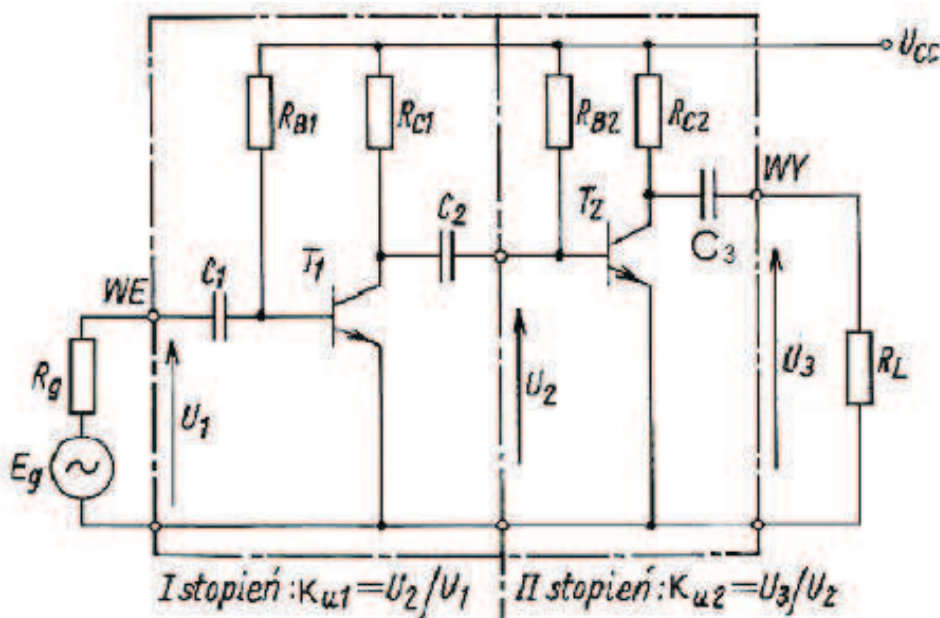 U_CC
R_B1
R_C1
R_B2
R_C2
WY
C_2
T_2
C_3
T_1
C_1
WE
R_g
U_1
U_2
U_3
R_L
E_g
~
I stopień: K_u1 = U_2/U_1
II stopień: K_u2 = U_3/U_2